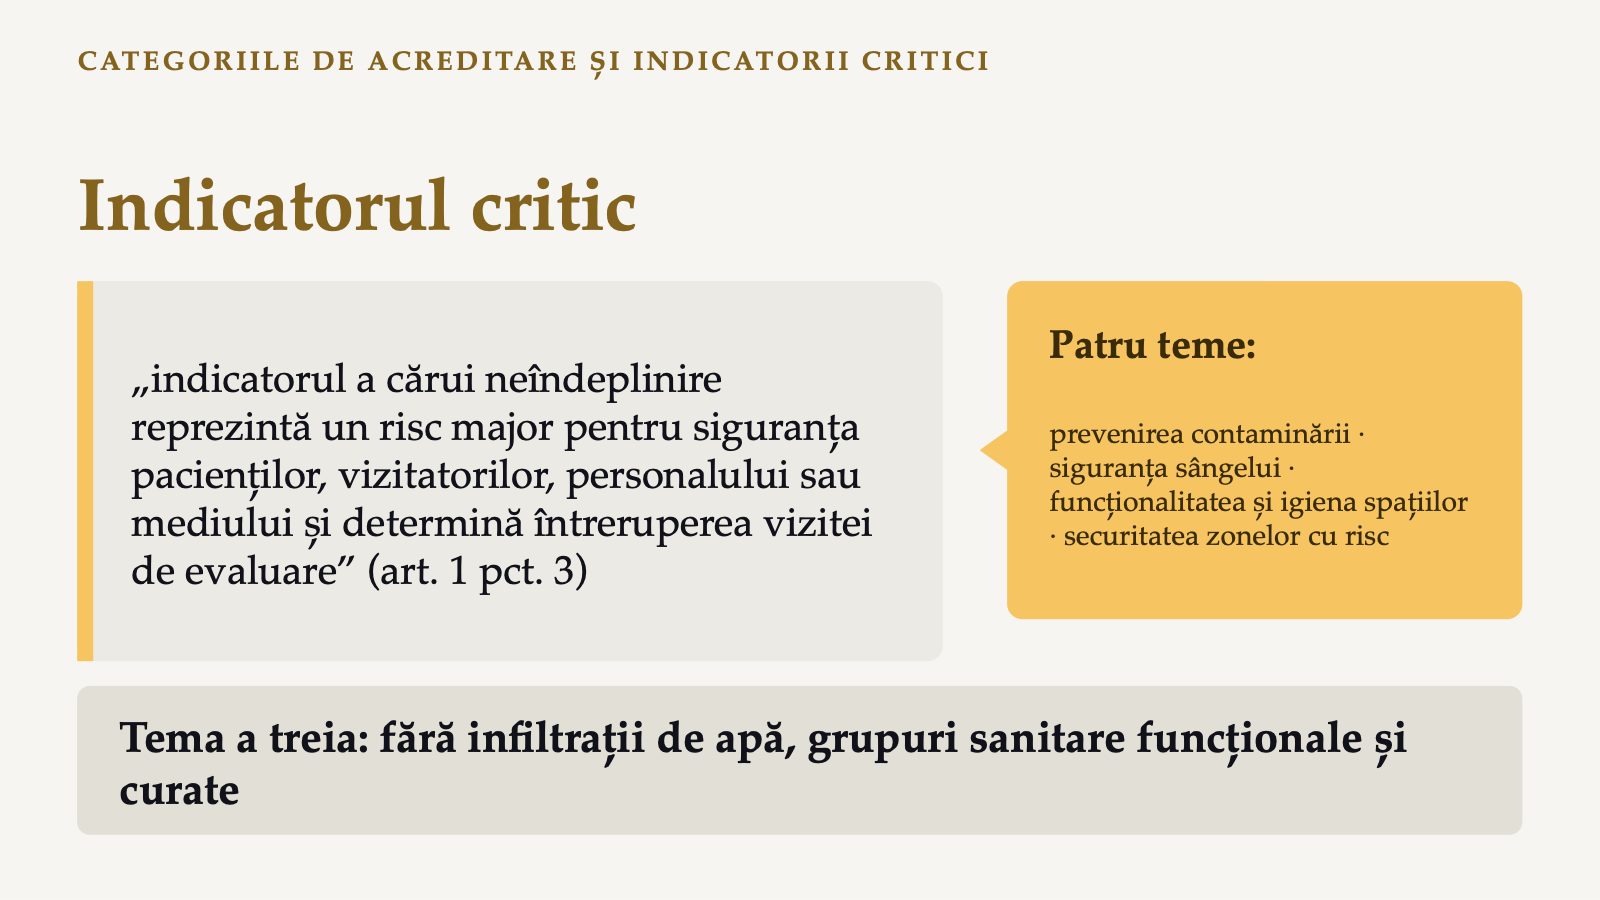 CATEGORIILE DE ACREDITARE ȘI INDICATORII CRITICI
Indicatorul critic
„indicatorul a cărui neîndeplinire
reprezintă un risc major pentru siguranța
pacienților, vizitatorilor, personalului sau
mediului și determină întreruperea vizitei
de evaluare” (art. 1 pct. 3)
Patru teme:
prevenirea contaminării ·
siguranța sângelui ·
funcționalitatea și igiena spațiilor
· securitatea zonelor cu risc
Tema a treia: fără infiltrații de apă, grupuri sanitare funcționale și
curate